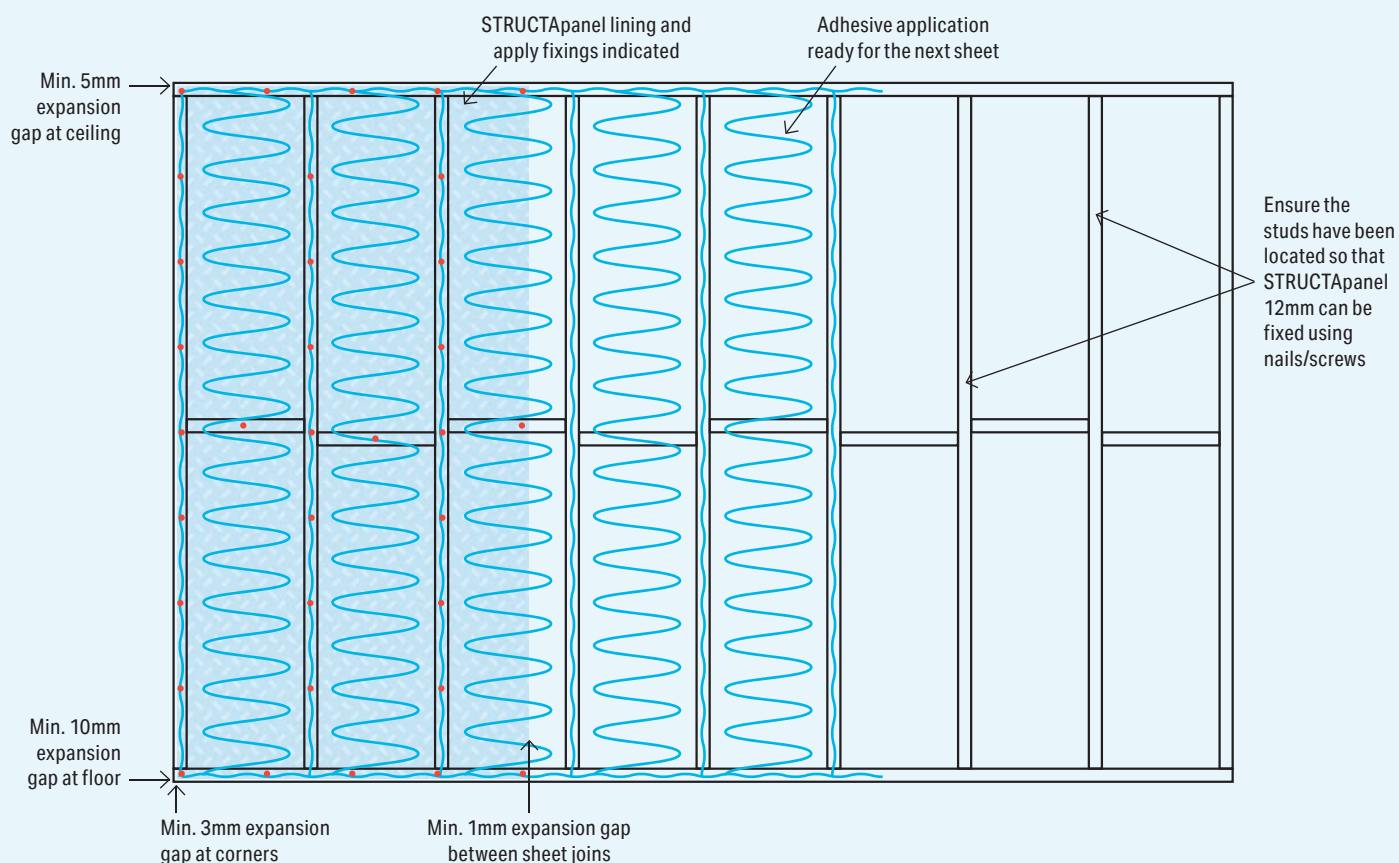 STRUCTApanel lining and
apply fixings indicated
Adhesive application
ready for the next sheet
Min. 5mm
expansion
gap at ceiling
Ensure the
studs have been
located so that
STRUCTApanel
12mm can be
fixed using
nails/screws
Min. 10mm
expansion
gap at floor
Min. 3mm expansion
gap at corners
Min. 1mm expansion gap
between sheet joins